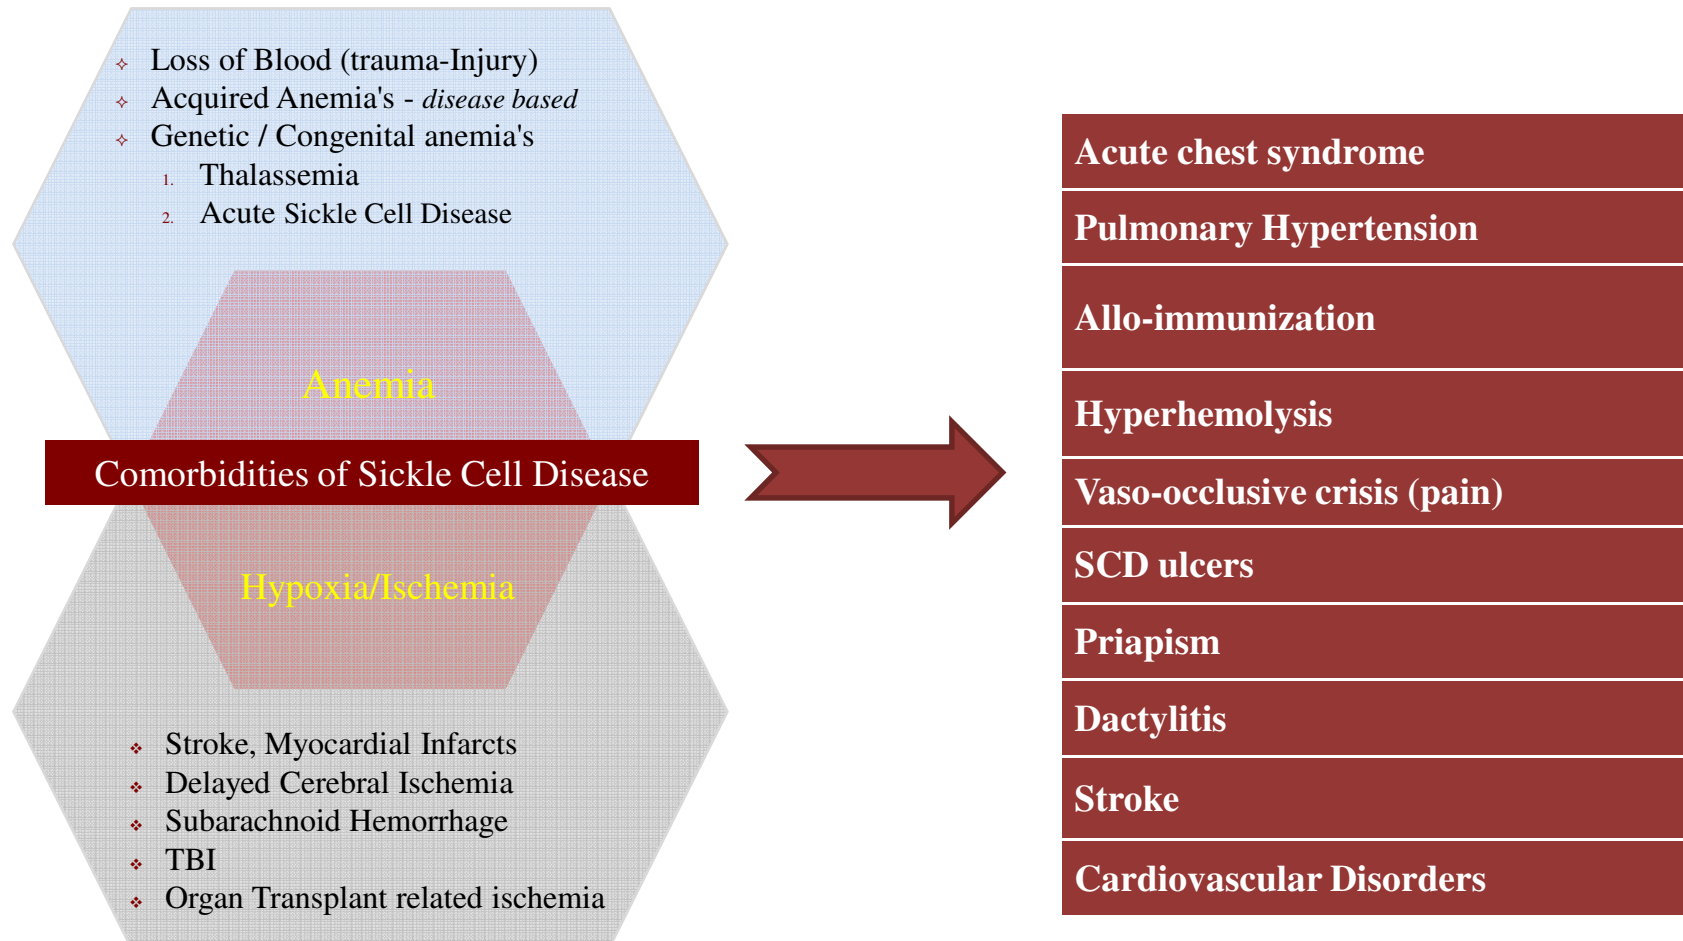 Loss of Blood (trauma-Injury)
Acquired Anemia's - disease based
Genetic / Congenital anemia's
1. Thalassemia
2. Acute Sickle Cell Disease
Anemia
Comorbidities of Sickle Cell Disease
Hypoxia/Ischemia
Stroke, Myocardial Infarcts
Delayed Cerebral Ischemia
Subarachnoid Hemorrhage
TBI
Organ Transplant related ischemia
Acute chest syndrome
Pulmonary Hypertension
Allo-immunization
Hyperhemolysis
Vaso-occlusive crisis (pain)
SCD ulcers
Priapism
Dactylitis
Stroke
Cardiovascular Disorders